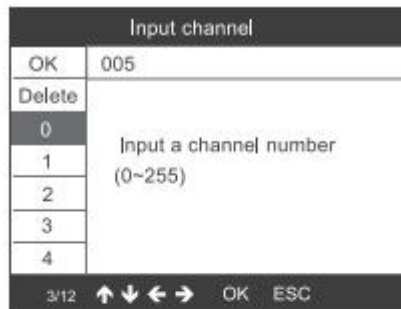 Input channel
OK 005
Delete
0
1
2
3
4
Input a channel number
(0~255)
3/12 ↑ ↓ ← → OK ESC